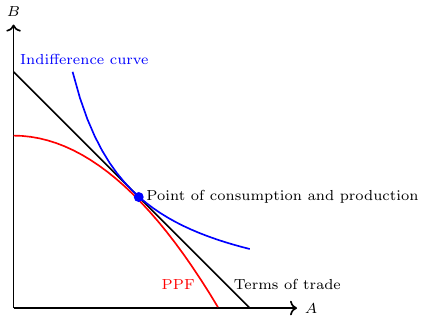 B
Indifference curve
Point of consumption and production
PPF
Terms of trade
A